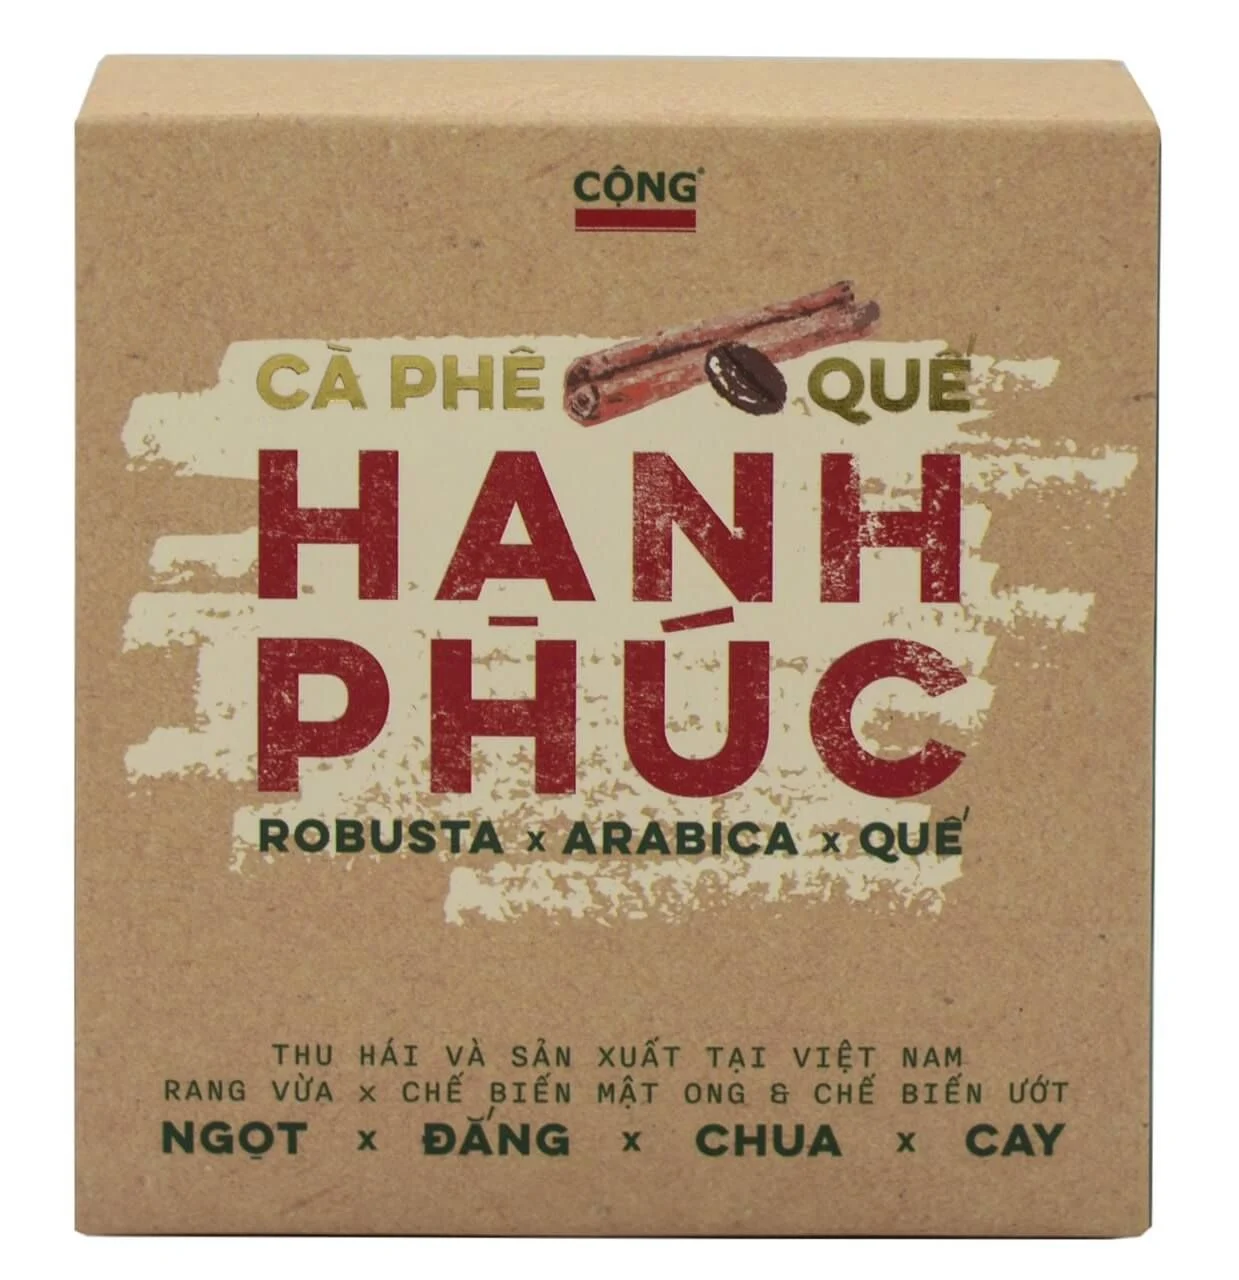 CỘNG®
CÀ PHÊ QUẾ
HẠNH
PHÚC
ROBUSTA x ARABICA x QUẾ
THU HÁI VÀ SẢN XUẤT TẠI VIỆT NAM
RANG VỪA x CHẾ BIẾN MẬT ONG & CHẾ BIẾN ƯỚT
NGỌT x ĐẮNG x CHUA x CAY